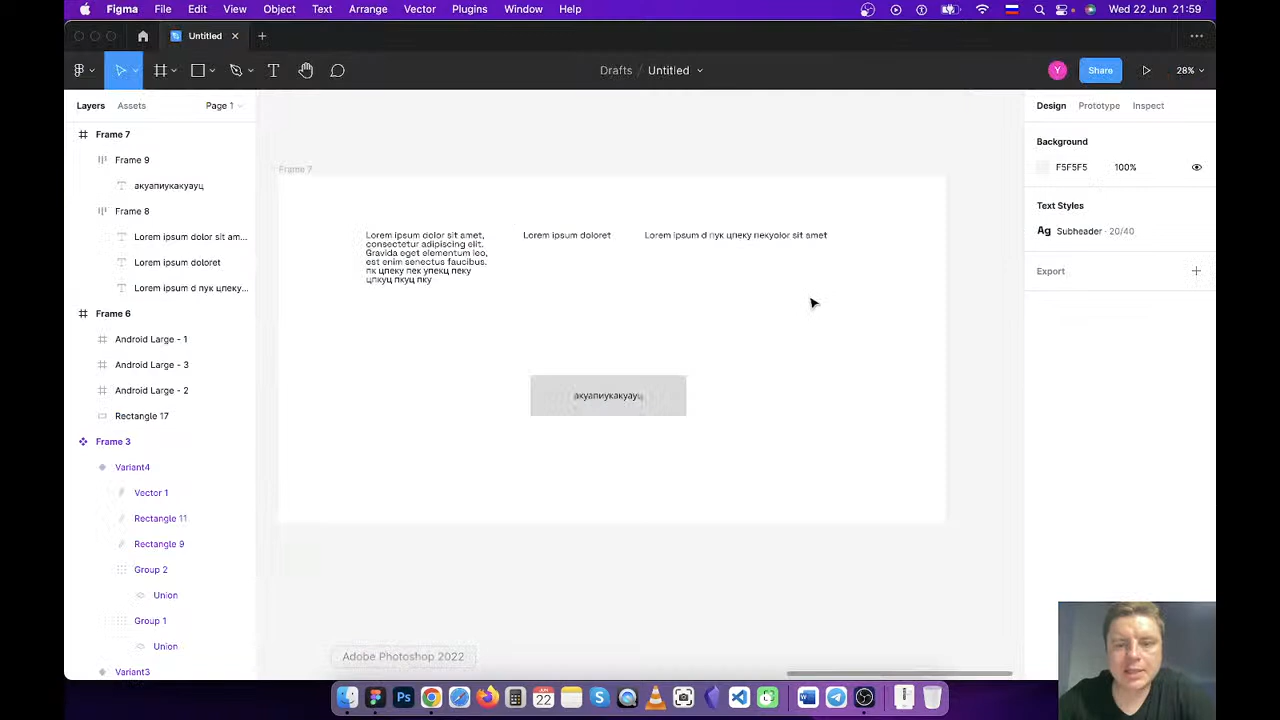 Figma File Edit View Object Text Arrange Vector Plugins Window Help Wed 22 Jun 21:59
Untitled
Drafts / Untitled Y Share 28%
Layers Assets Page 1 Design Prototype Inspect
Frame 7
Frame 9
акуапиукакуауц
Frame 8
Lorem ipsum dolor sit am...
Lorem ipsum doloret
Lorem ipsum d пук цпеку...
Frame 6
Android Large - 1
Android Large - 3
Android Large - 2
Rectangle 17
Frame 3
Variant4
Vector 1
Rectangle 11
Rectangle 9
Group 2
Union
Group 1
Union
Variant3
Frame 7
Lorem ipsum dolor sit amet,
consectetur adipiscing elit.
Gravida eget elementum leo,
est enim senectus faucibus.
пк цпеку пек упекц пеку
цпкуц пкуц пку
Lorem ipsum doloret
Lorem ipsum d пук цпеку пекуolor sit amet
акуапиукакуауц
Adobe Photoshop 2022
Background
F5F5F5 100%
Text Styles
Ag Subheader · 20/40
Export
JUN
22
Ps